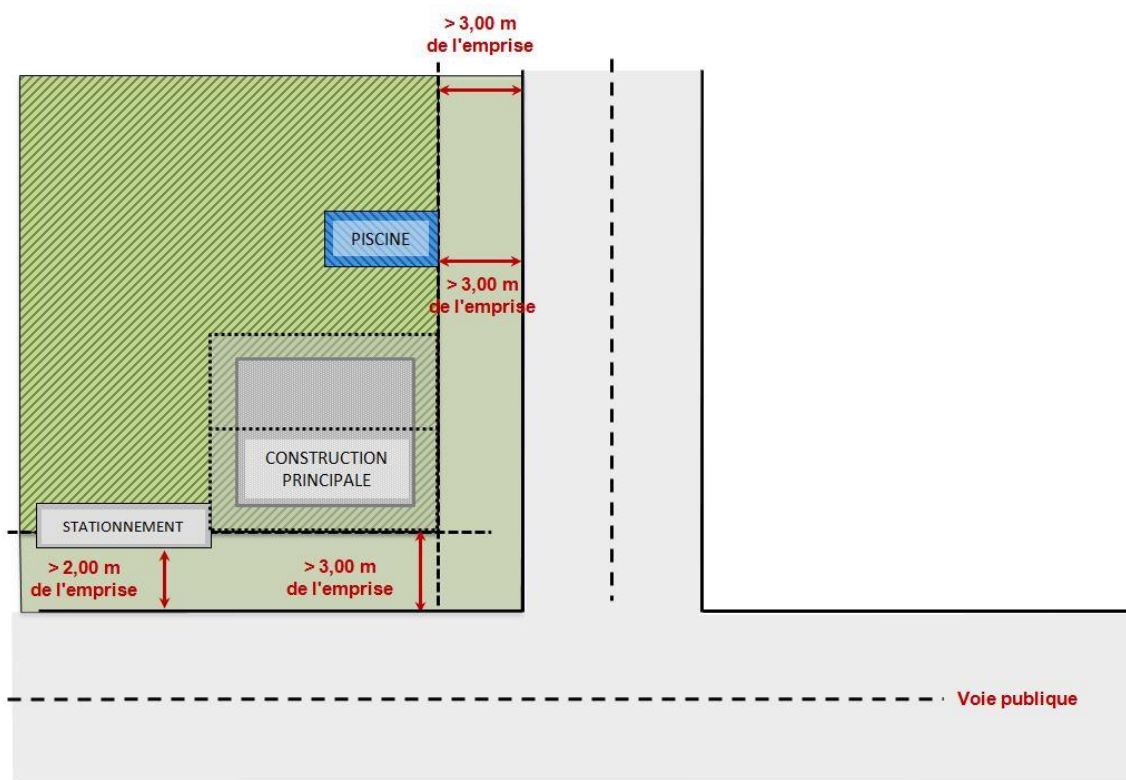 > 3,00 m
de l'emprise
PISCINE
> 3,00 m
de l'emprise
CONSTRUCTION
PRINCIPALE
STATIONNEMENT
> 2,00 m
de l'emprise
> 3,00 m
de l'emprise
Voie publique